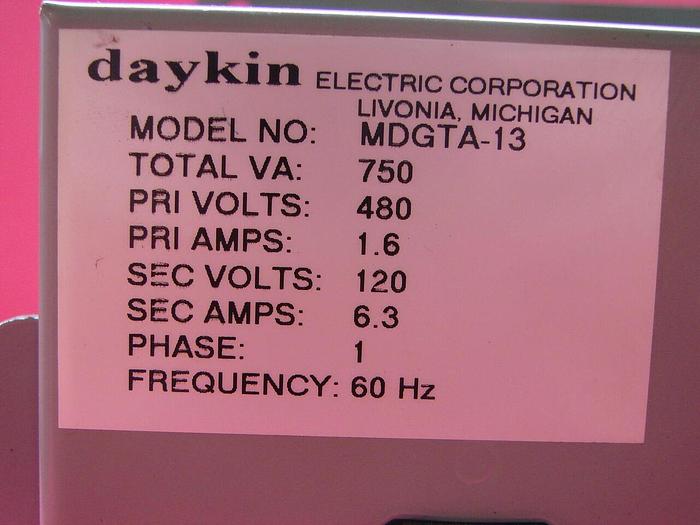 daykin ELECTRIC CORPORATION
LIVONIA, MICHIGAN
MODEL NO: MDGTA-13
TOTAL VA: 750
PRI VOLTS: 480
PRI AMPS: 1.6
SEC VOLTS: 120
SEC AMPS: 6.3
PHASE: 1
FREQUENCY: 60 Hz